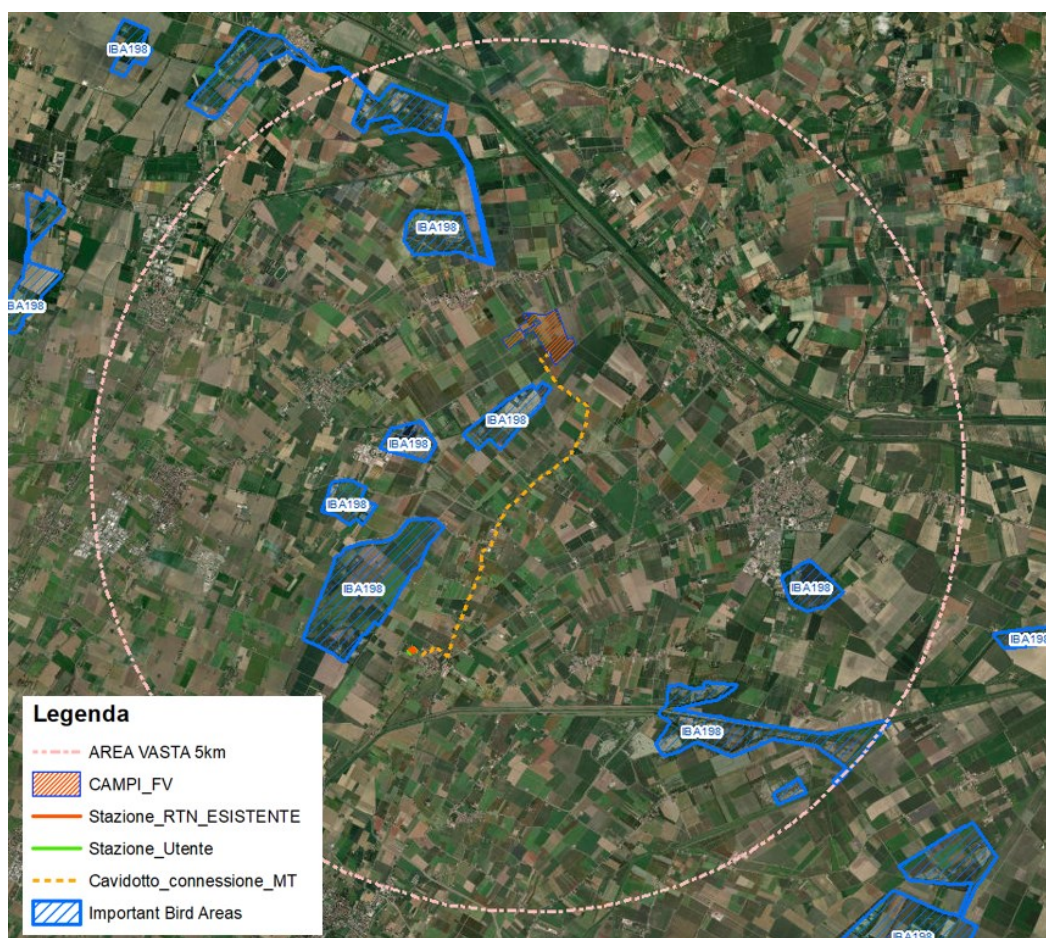 IBA198
IBA198
BA198
IBA198
IBA198
IBA198
IBA198
IBA198
IBA198
IBA198
IBA198
Legenda
AREA VASTA 5km
CAMPI_FV
Stazione_RTN_ESISTENTE
Stazione_Utente
Cavidotto_connessione_MT
Important Bird Areas